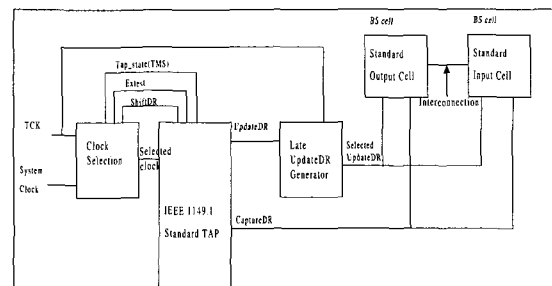 BS cell
BS cell
Standard
Output Cell
Standard
Input Cell
Interconnection
Tap_state(TMS)
Extest
ShiftDR
TCK
Clock
Selection
System
Clock
Selected
clock
IEEE 1149.1
Standard TAP
UpdateDR
Late
UpdateDR
Generator
Selected
UpdateDR
CaptureDR